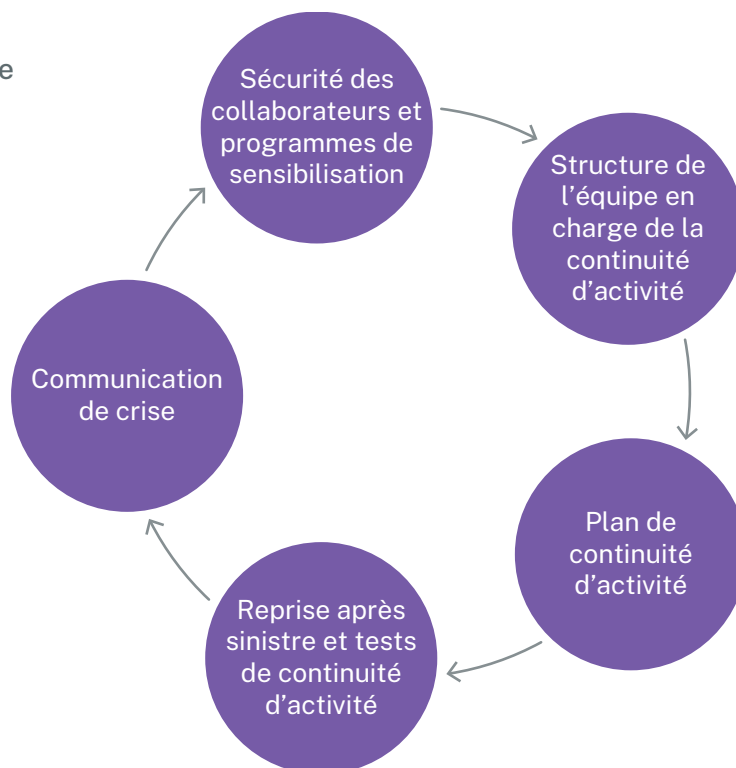 e
Sécurité des
collaborateurs et
programmes de
sensibilisation
Structure de
l’équipe en
charge de la
continuité
d’activité
Plan de
continuité
d’activité
Reprise après
sinistre et tests
de continuité
d’activité
Communication
de crise